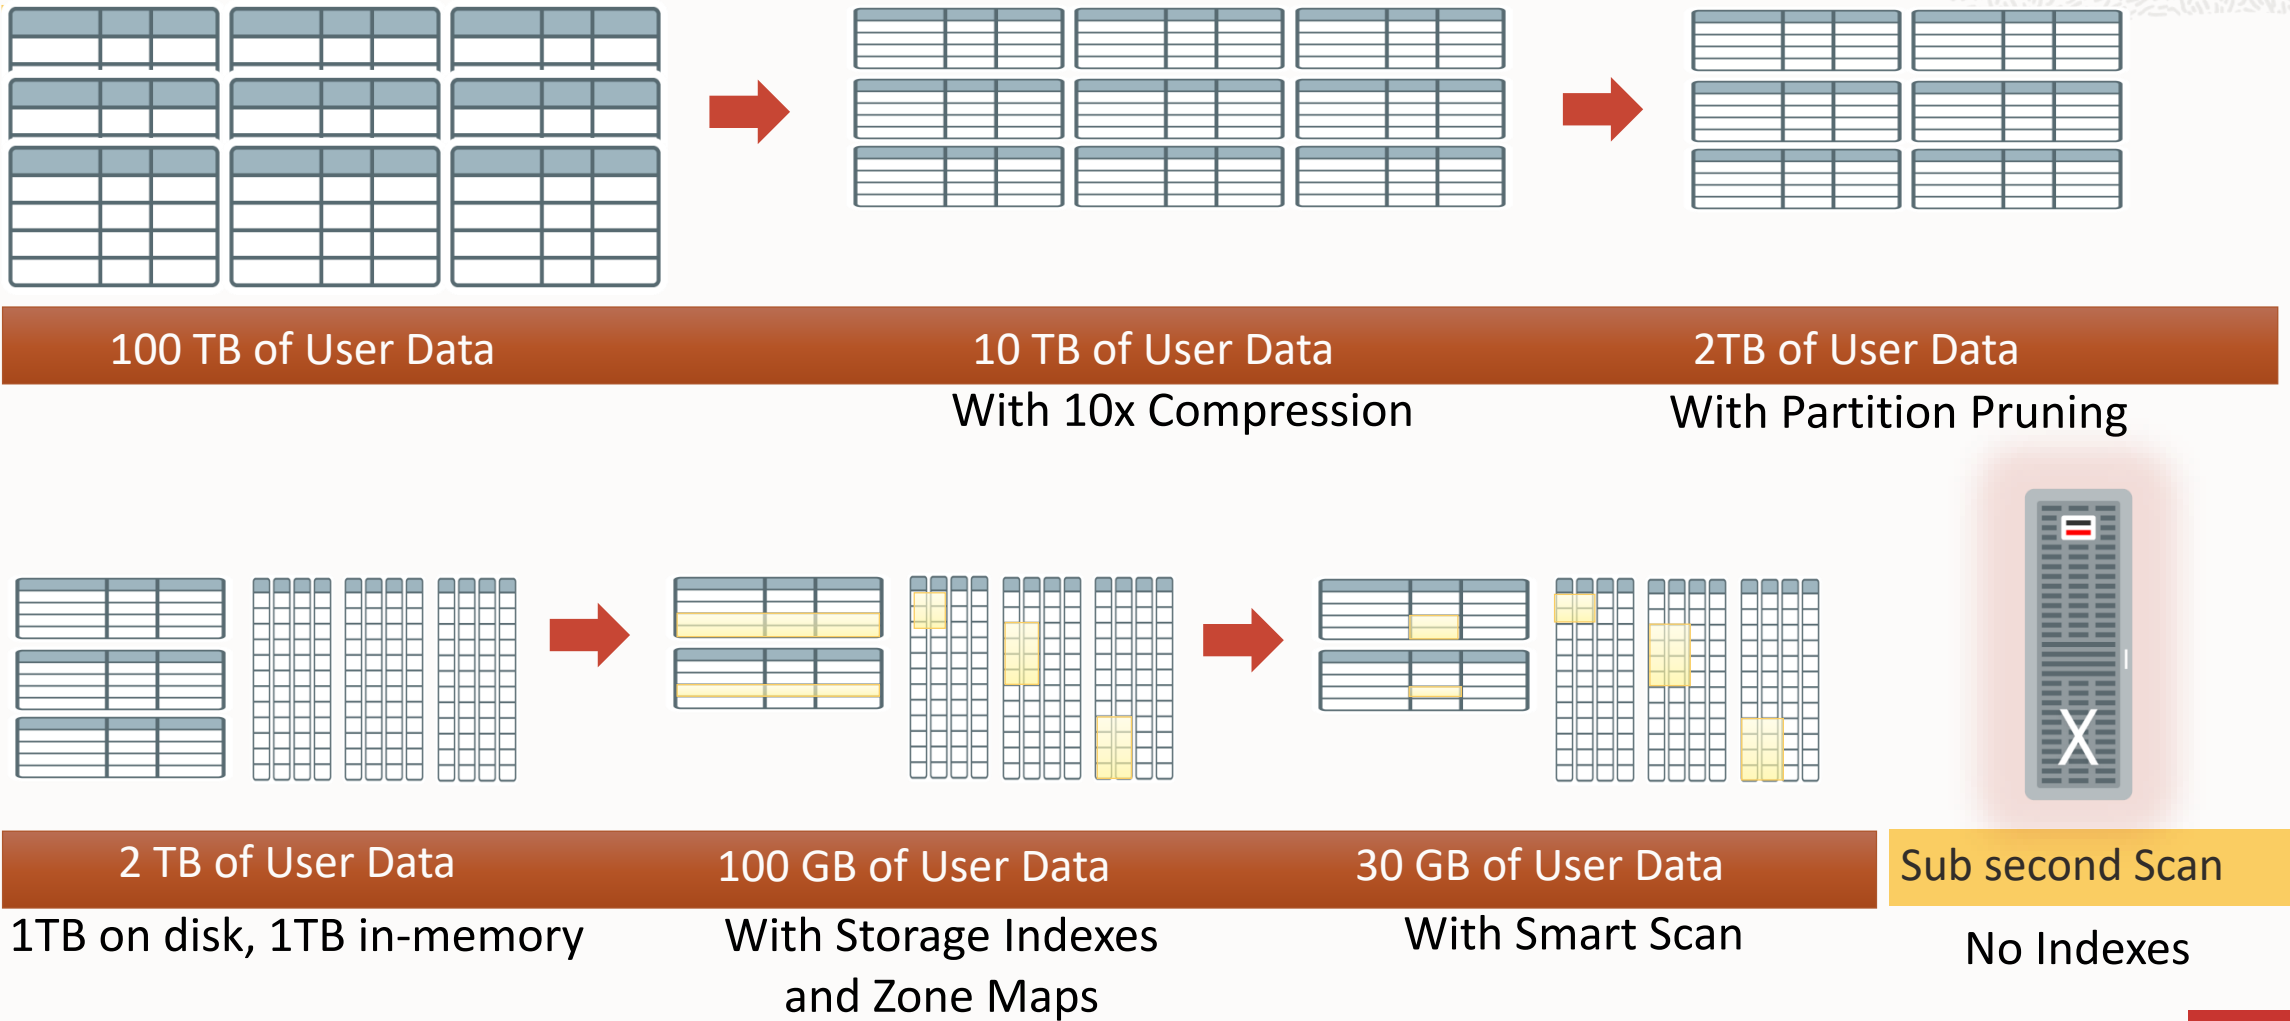 100 TB of User Data
10 TB of User Data
2TB of User Data
With 10x Compression
With Partition Pruning
X
2 TB of User Data
100 GB of User Data
30 GB of User Data
Sub second Scan
1TB on disk, 1TB in-memory
With Storage Indexes
and Zone Maps
With Smart Scan
No Indexes